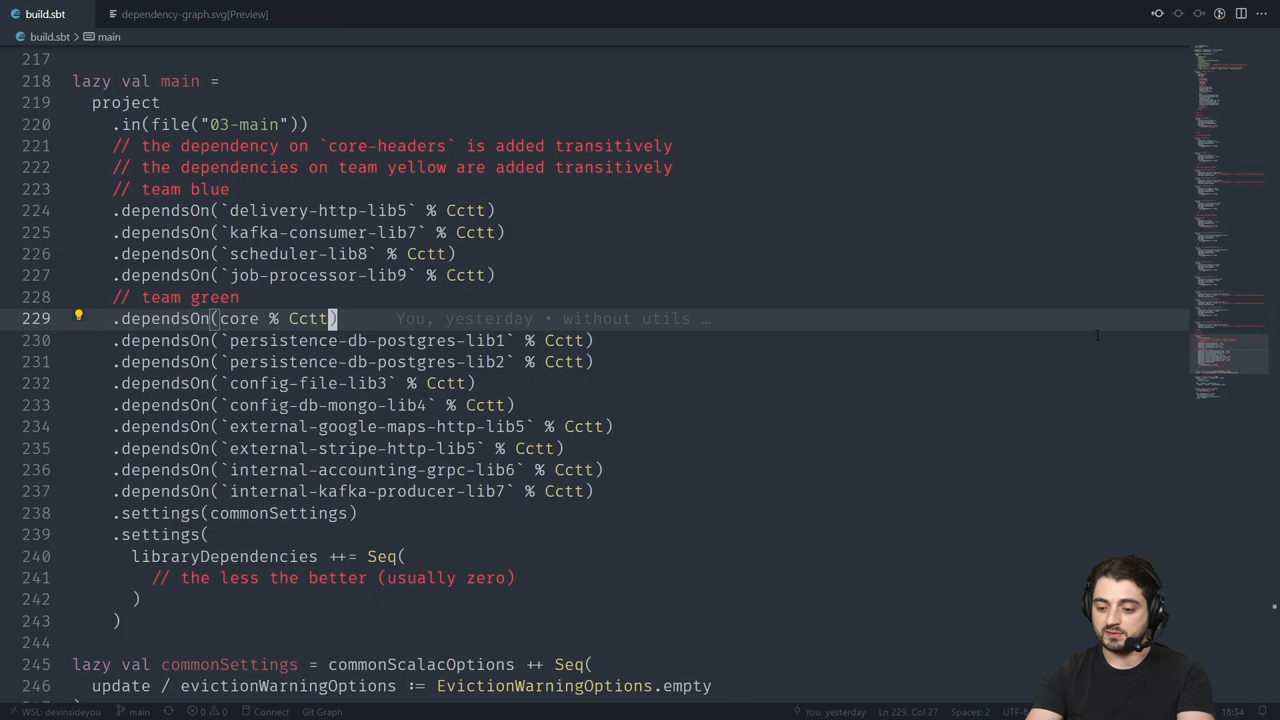 build.sbt
dependency-graph.svg[Preview]
build.sbt > main
217
218 lazy val main =
219 project
220 .in(file("03-main"))
221 // the dependency on `core-headers` is added transitively
222 // the dependencies on team yellow are added transitively
223 // team blue
224 .dependsOn(`delivery-http-lib5` % Cctt)
225 .dependsOn(`kafka-consumer-lib7` % Cctt)
226 .dependsOn(`scheduler-lib8` % Cctt)
227 .dependsOn(`job-processor-lib9` % Cctt)
228 // team green
229 .dependsOn(core % Cctt) You, yesterday • without utils …
230 .dependsOn(`persistence-db-postgres-lib1` % Cctt)
231 .dependsOn(`persistence-db-postgres-lib2` % Cctt)
232 .dependsOn(`config-file-lib3` % Cctt)
233 .dependsOn(`config-db-mongo-lib4` % Cctt)
234 .dependsOn(`external-google-maps-http-lib5` % Cctt)
235 .dependsOn(`external-stripe-http-lib5` % Cctt)
236 .dependsOn(`internal-accounting-grpc-lib6` % Cctt)
237 .dependsOn(`internal-kafka-producer-lib7` % Cctt)
238 .settings(commonSettings)
239 .settings(
240 libraryDependencies ++= Seq(
241 // the less the better (usually zero)
242 )
243 )
244
245 lazy val commonSettings = commonScalacOptions ++ Seq(
246 update / evictionWarningOptions := EvictionWarningOptions.empty
WSL: devinsideyou main 0 0 Connect Git Graph You, yesterday Ln 229, Col 27 Spaces: 2 UTF-8 18:34